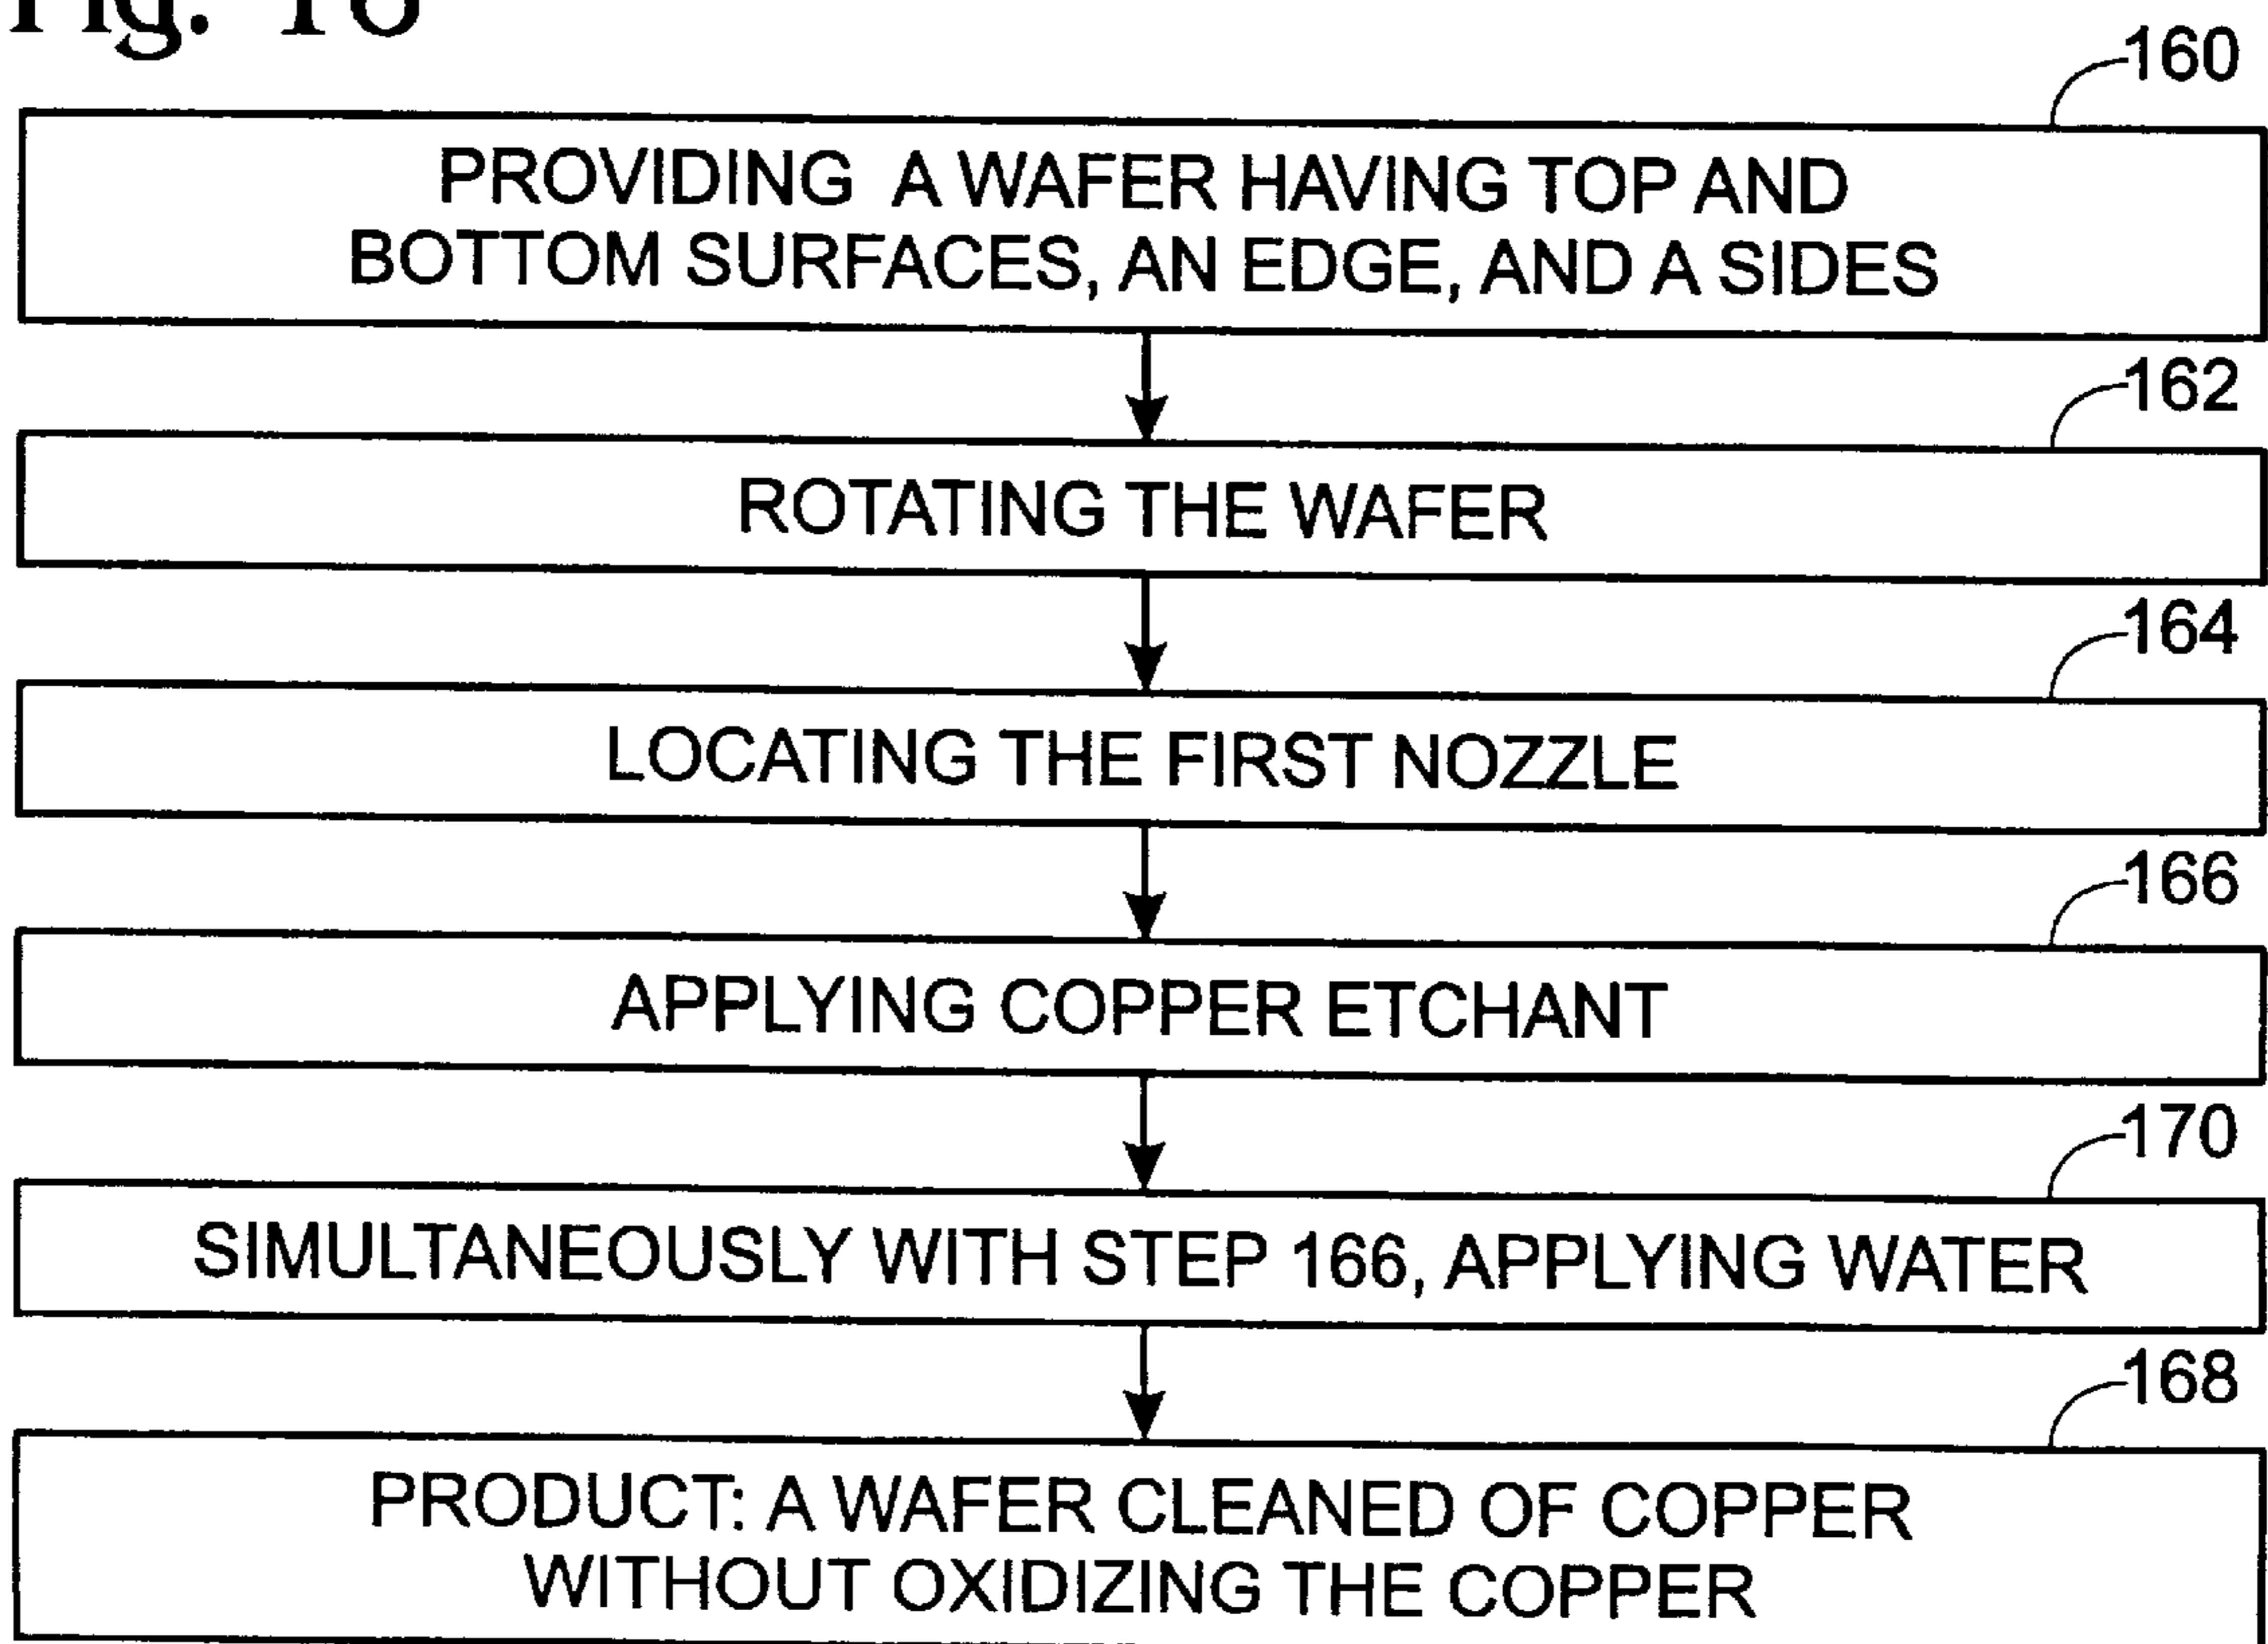 Fig. 18
160
PROVIDING A WAFER HAVING TOP AND
BOTTOM SURFACES, AN EDGE, AND A SIDES
162
ROTATING THE WAFER
164
LOCATING THE FIRST NOZZLE
166
APPLYING COPPER ETCHANT
170
SIMULTANEOUSLY WITH STEP 166, APPLYING WATER
168
PRODUCT: A WAFER CLEANED OF COPPER
WITHOUT OXIDIZING THE COPPER